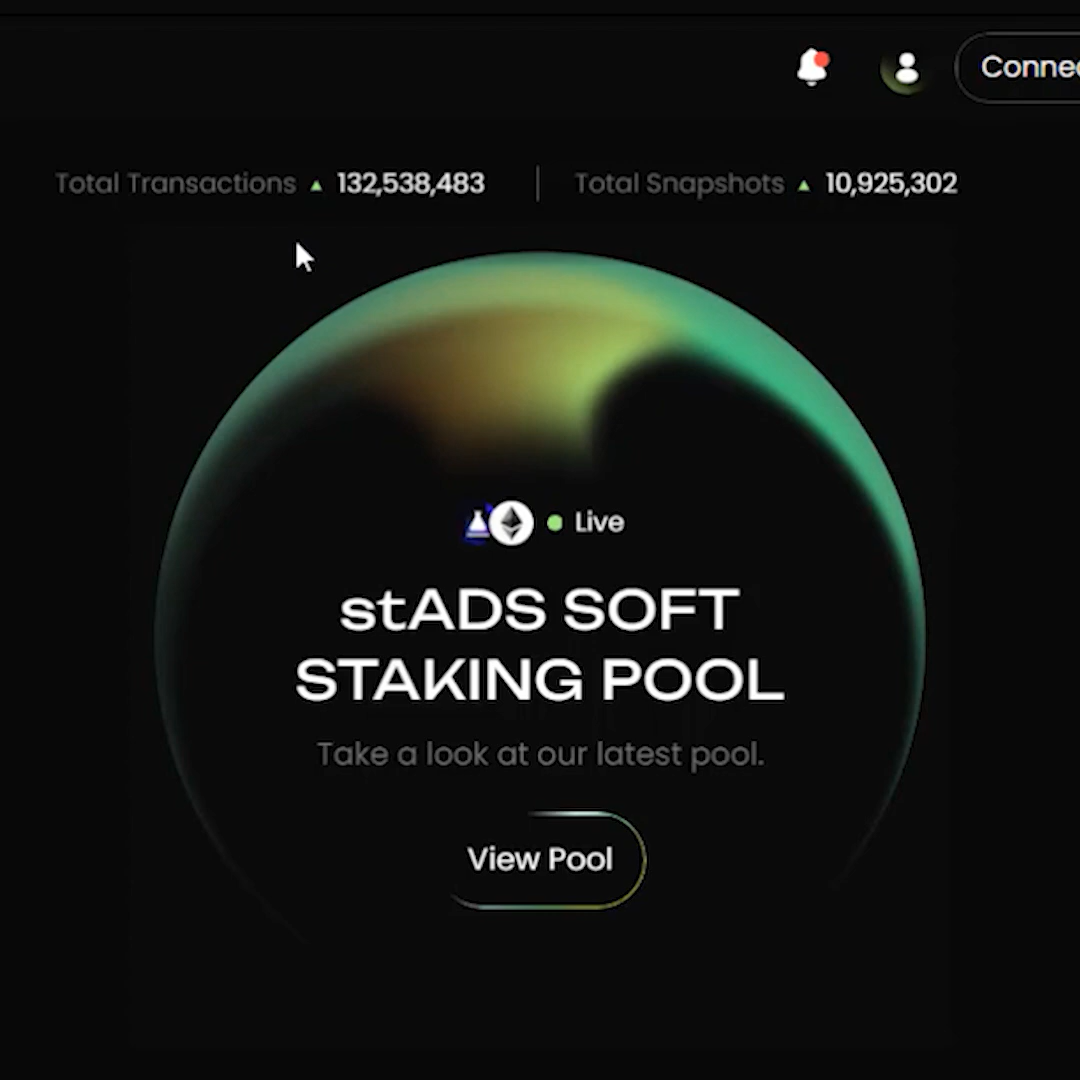 Connec
Total Transactions ▲ 132,538,483 | Total Snapshots ▲ 10,925,302
Live
stADS SOFT
STAKING POOL
Take a look at our latest pool.
View Pool